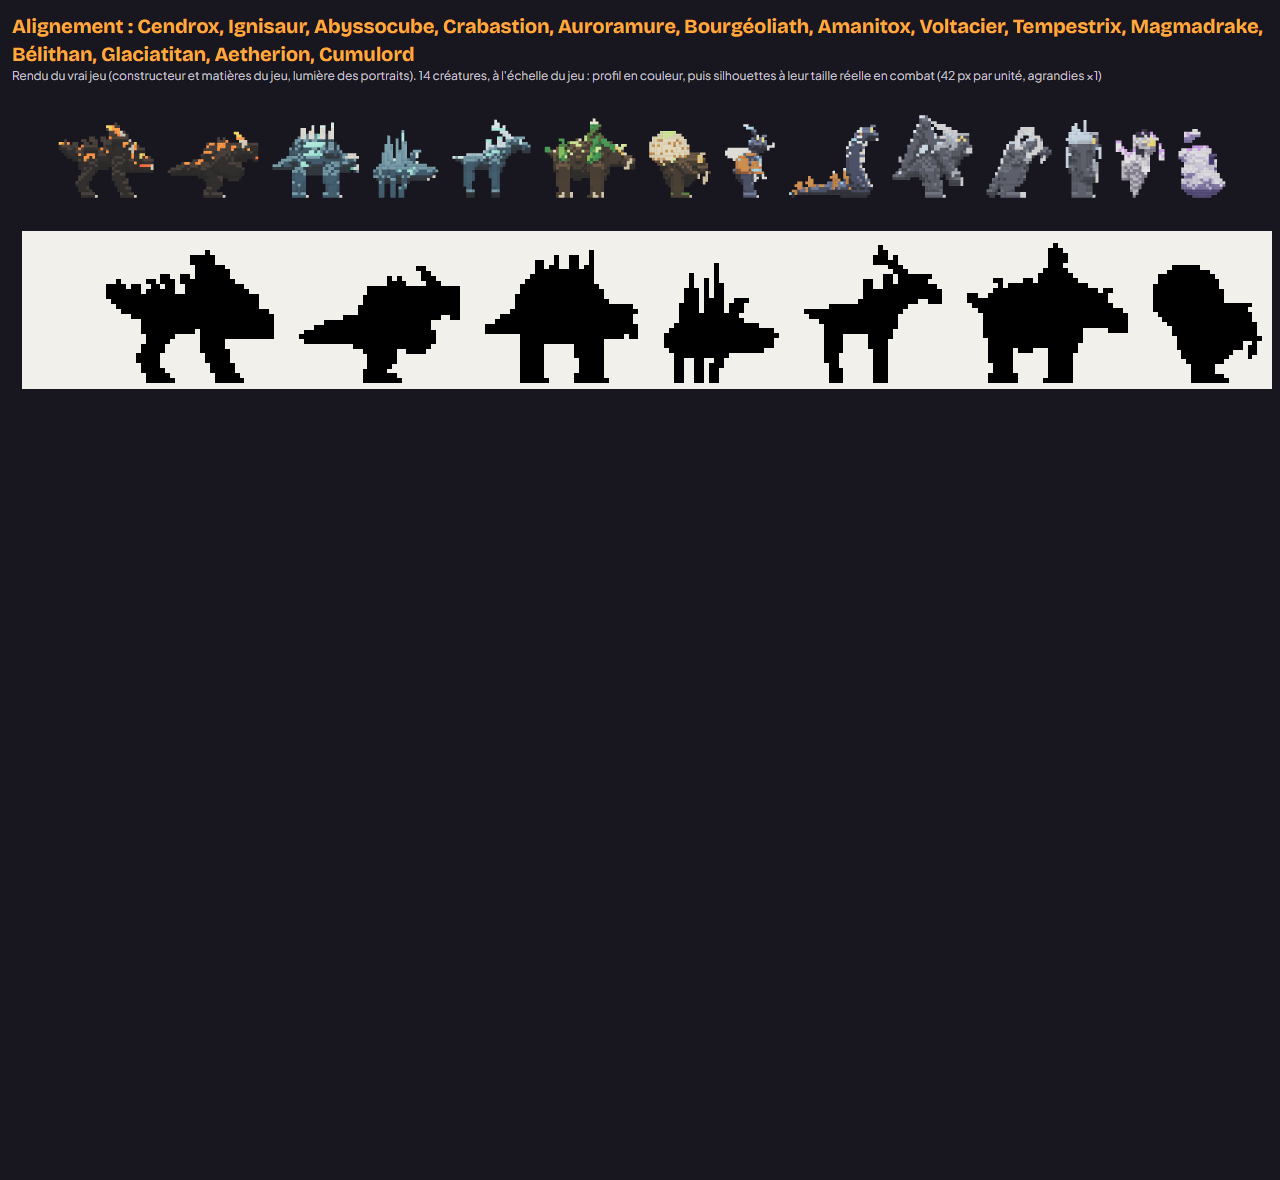 Alignement : Cendrox, Ignisaur, Abyssocube, Crabastion, Auroramure, Bourgéoliath, Amanitox, Voltacier, Tempestrix, Magmadrake,
Bélithan, Glaciatitan, Aetherion, Cumulord
Rendu du vrai jeu (constructeur et matières du jeu, lumière des portraits). 14 créatures, à l'échelle du jeu : profil en couleur, puis silhouettes à leur taille réelle en combat (42 px par unité, agrandies ×1)